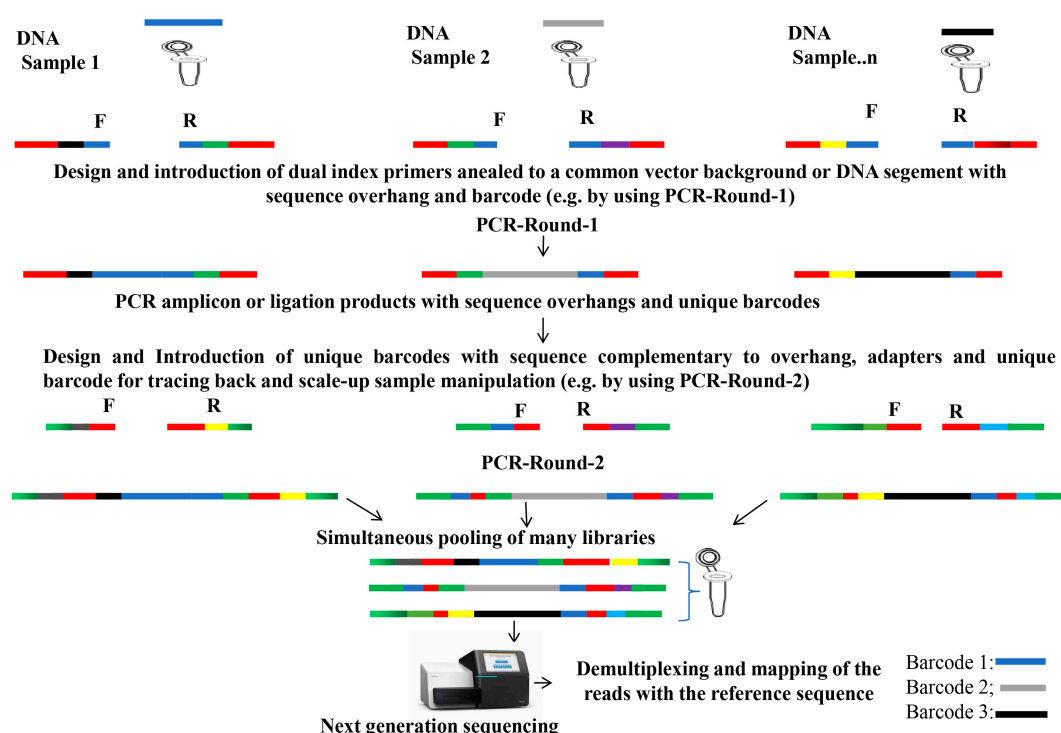 DNA
Sample 1
DNA
Sample 2
DNA
Sample..n
F
R
F
R
F
R
Design and introduction of dual index primers anealed to a common vector background or DNA segement with
sequence overhang and barcode (e.g. by using PCR-Round-1)
PCR-Round-1
PCR amplicon or ligation products with sequence overhangs and unique barcodes
Design and Introduction of unique barcodes with sequence complementary to overhang, adapters and unique
barcode for tracing back and scale-up sample manipulation (e.g. by using PCR-Round-2)
F
R
F
R
F
R
PCR-Round-2
Simultaneous pooling of many libraries
Demultiplexing and mapping of the
reads with the reference sequence
Next generation sequencing
Barcode 1:
Barcode 2;
Barcode 3: